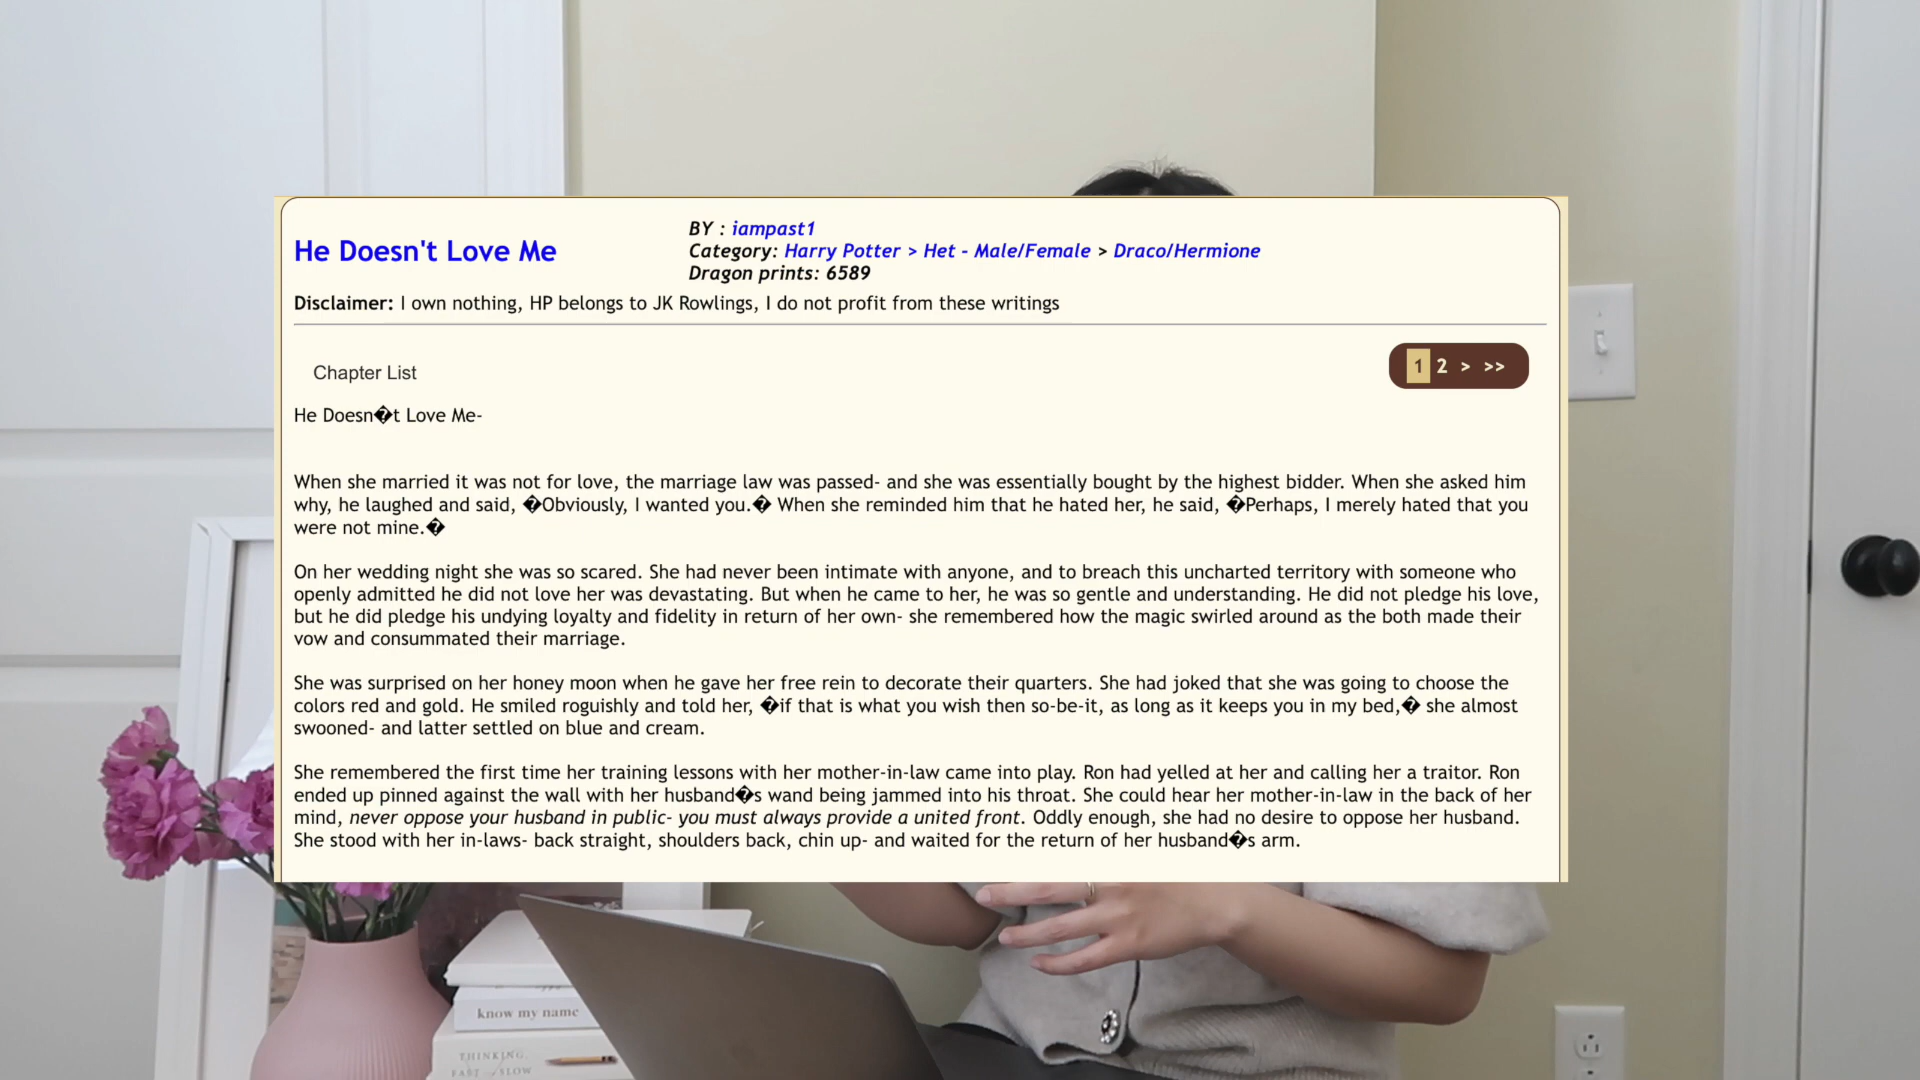 He Doesn't Love Me
BY : iampast1
Category: Harry Potter > Het - Male/Female > Draco/Hermione
Dragon prints: 6589
Disclaimer: I own nothing, HP belongs to JK Rowlings, I do not profit from these writings
Chapter List
1 2 > >>
He Doesn�t Love Me-
When she married it was not for love, the marriage law was passed- and she was essentially bought by the highest bidder. When she asked him
why, he laughed and said, �Obviously, I wanted you.� When she reminded him that he hated her, he said, �Perhaps, I merely hated that you
were not mine.�
On her wedding night she was so scared. She had never been intimate with anyone, and to breach this uncharted territory with someone who
openly admitted he did not love her was devastating. But when he came to her, he was so gentle and understanding. He did not pledge his love,
but he did pledge his undying loyalty and fidelity in return of her own- she remembered how the magic swirled around as the both made their
vow and consummated their marriage.
She was surprised on her honey moon when he gave her free rein to decorate their quarters. She had joked that she was going to choose the
colors red and gold. He smiled roguishly and told her, �if that is what you wish then so-be-it, as long as it keeps you in my bed,� she almost
swooned- and latter settled on blue and cream.
She remembered the first time her training lessons with her mother-in-law came into play. Ron had yelled at her and calling her a traitor. Ron
ended up pinned against the wall with her husband�s wand being jammed into his throat. She could hear her mother-in-law in the back of her
mind, never oppose your husband in public- you must always provide a united front. Oddly enough, she had no desire to oppose her husband.
She stood with her in-laws- back straight, shoulders back, chin up- and waited for the return of her husband�s arm.
know my name
THINKING,
FAST SLOW